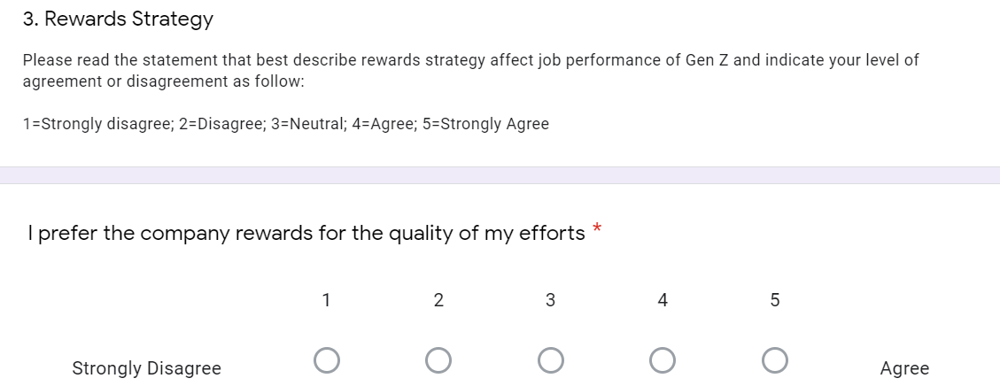 3. Rewards Strategy
Please read the statement that best describe rewards strategy affect job performance of Gen Z and indicate your level of
agreement or disagreement as follow:
1=Strongly disagree; 2=Disagree; 3=Neutral; 4=Agree; 5=Strongly Agree
I prefer the company rewards for the quality of my efforts *
1 2 3 4 5
Strongly Disagree Agree